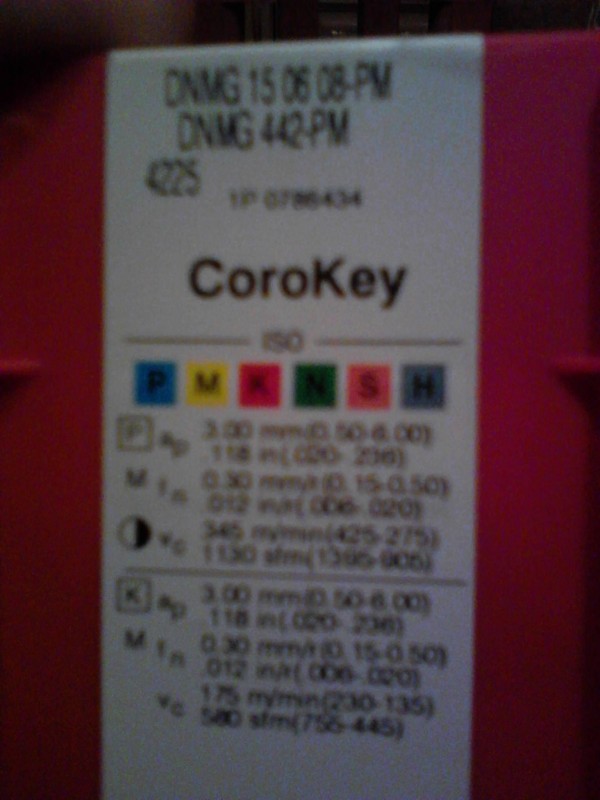 DNMG 15 06 08-PM
DNMG 442-PM
4225
1P 0786434
CoroKey
ISO
P M K N S H
P ap 3.00 mm(0.50-6.00)
.118 in(.020-.236)
M fn 0.30 mm/r(0.15-0.50)
.012 in/r(.006-.020)
vc 345 m/min(425-275)
1130 sfm(1395-905)
K ap 3.00 mm(0.50-6.00)
.118 in(.020-.236)
M fn 0.30 mm/r(0.15-0.50)
.012 in/r(.006-.020)
vc 175 m/min(230-135)
580 sfm(755-445)